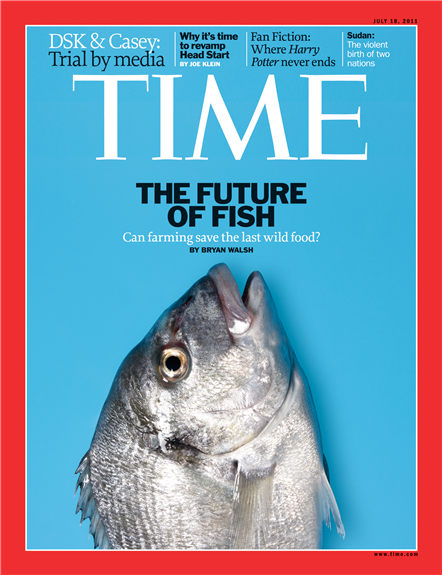 JULY 18, 2011
DSK & Casey:
Trial by media
Why it's time
to revamp
Head Start
BY JOE KLEIN
Fan Fiction:
Where Harry
Potter never ends
Sudan:
The violent
birth of two
nations
TIME
THE FUTURE
OF FISH
Can farming save the last wild food?
BY BRYAN WALSH
www.time.com